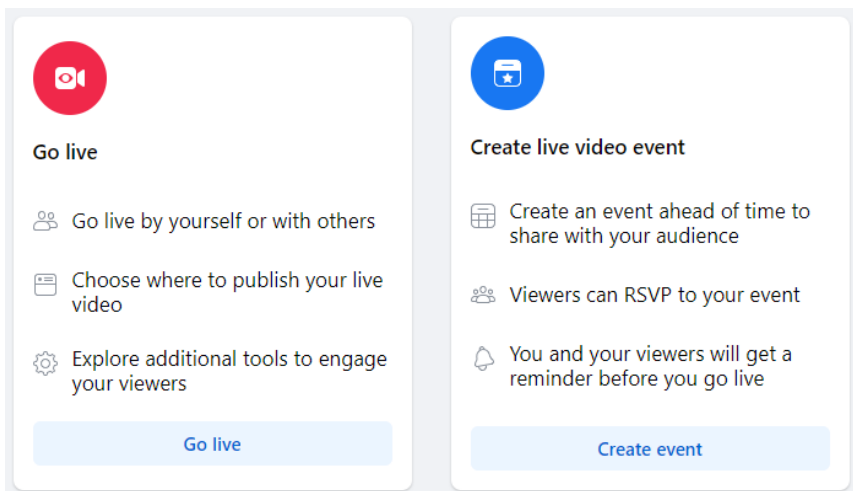 Go live
Go live by yourself or with others
Choose where to publish your live
video
Explore additional tools to engage
your viewers
Go live
Create live video event
Create an event ahead of time to
share with your audience
Viewers can RSVP to your event
You and your viewers will get a
reminder before you go live
Create event